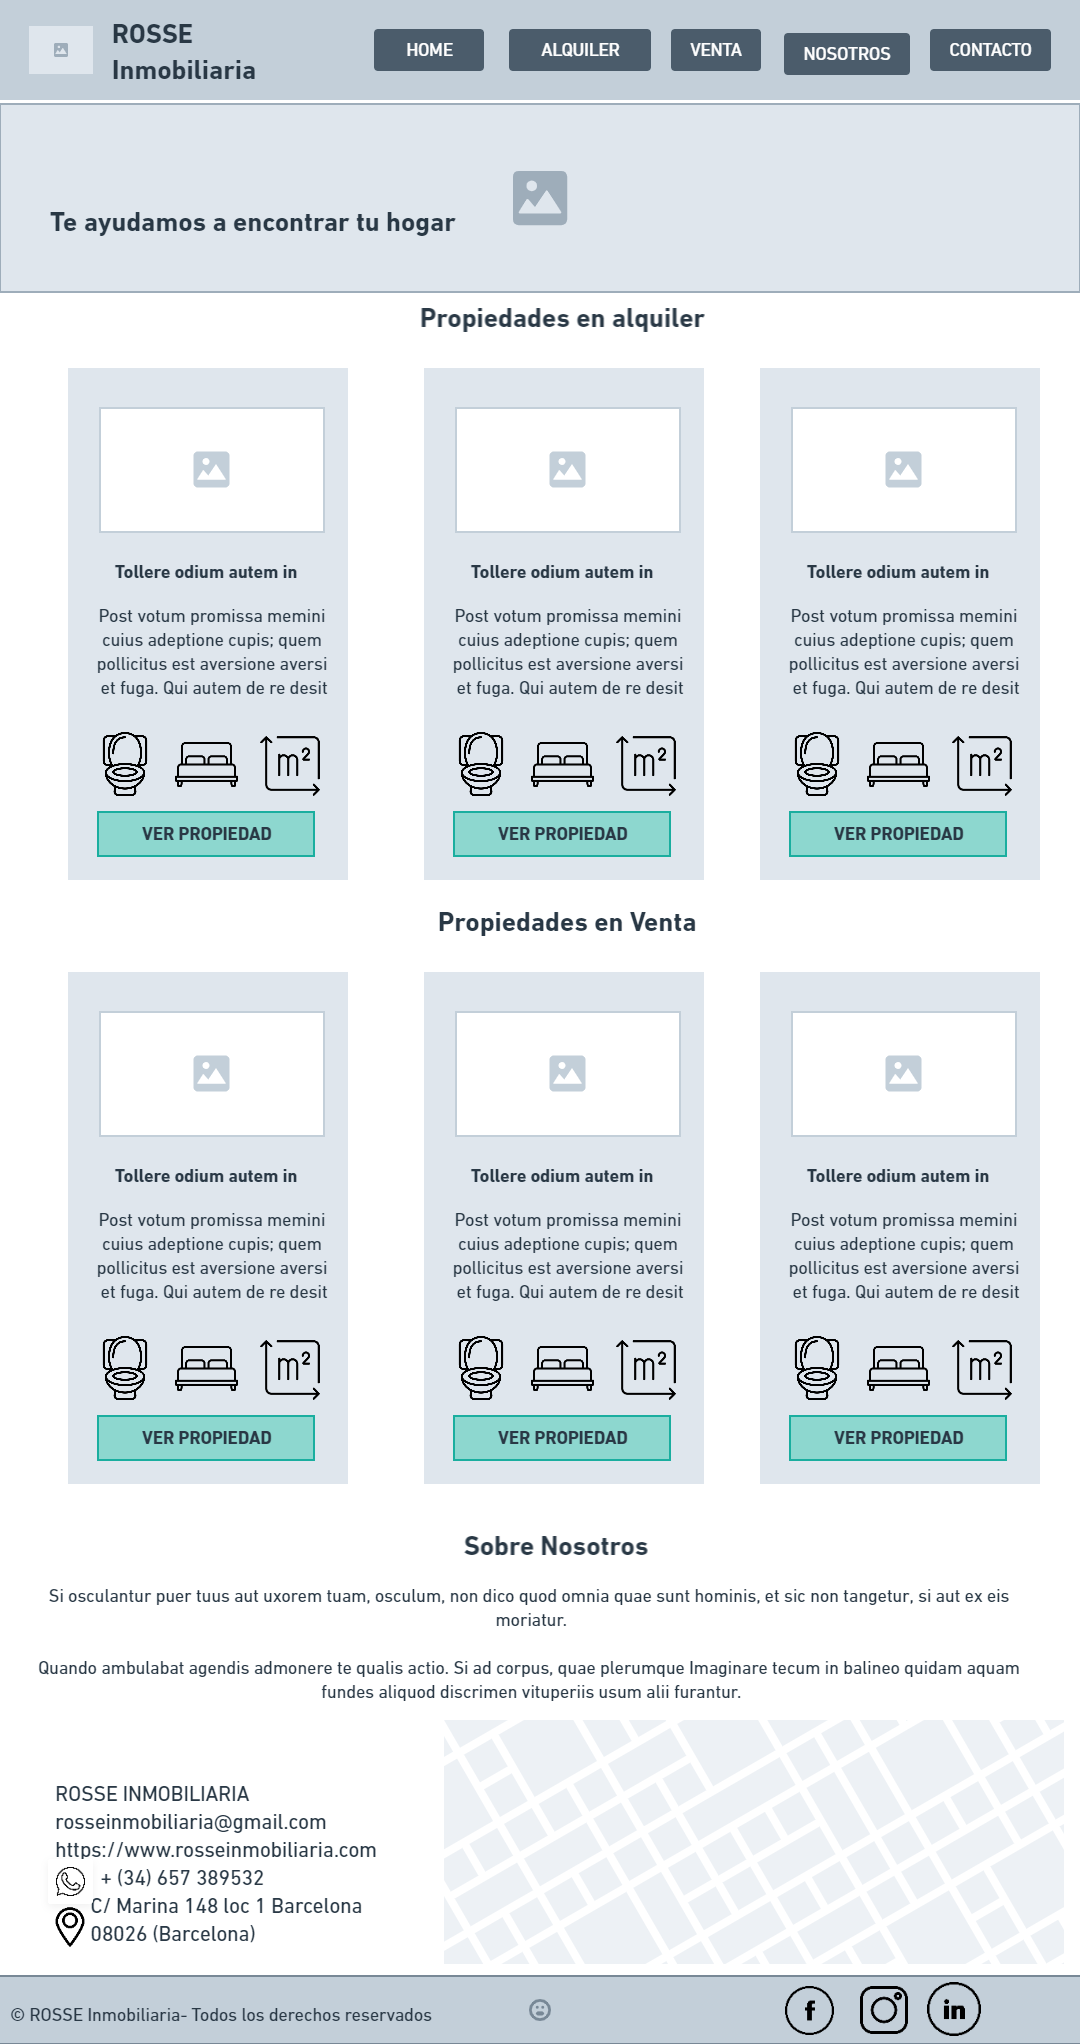 ROSSE
Inmobiliaria
HOME
ALQUILER
VENTA
NOSOTROS
CONTACTO
Te ayudamos a encontrar tu hogar
Propiedades en alquiler
Tollere odium autem in
Post votum promissa memini
cuius adeptione cupis; quem
pollicitus est aversione aversi
et fuga. Qui autem de re desit
m²
VER PROPIEDAD
Tollere odium autem in
Post votum promissa memini
cuius adeptione cupis; quem
pollicitus est aversione aversi
et fuga. Qui autem de re desit
m²
VER PROPIEDAD
Tollere odium autem in
Post votum promissa memini
cuius adeptione cupis; quem
pollicitus est aversione aversi
et fuga. Qui autem de re desit
m²
VER PROPIEDAD
Propiedades en Venta
Tollere odium autem in
Post votum promissa memini
cuius adeptione cupis; quem
pollicitus est aversione aversi
et fuga. Qui autem de re desit
m²
VER PROPIEDAD
Tollere odium autem in
Post votum promissa memini
cuius adeptione cupis; quem
pollicitus est aversione aversi
et fuga. Qui autem de re desit
m²
VER PROPIEDAD
Tollere odium autem in
Post votum promissa memini
cuius adeptione cupis; quem
pollicitus est aversione aversi
et fuga. Qui autem de re desit
m²
VER PROPIEDAD
Sobre Nosotros
Si osculantur puer tuus aut uxorem tuam, osculum, non dico quod omnia quae sunt hominis, et sic non tangetur, si aut ex eis
moriatur.
Quando ambulabat agendis admonere te qualis actio. Si ad corpus, quae plerumque Imaginare tecum in balineo quidam aquam
fundes aliquod discrimen vituperiis usum alii furantur.
ROSSE INMOBILIARIA
rosseinmobiliaria@gmail.com
https://www.rosseinmobiliaria.com
+ (34) 657 389532
C/ Marina 148 loc 1 Barcelona
08026 (Barcelona)
© ROSSE Inmobiliaria- Todos los derechos reservados
f
in